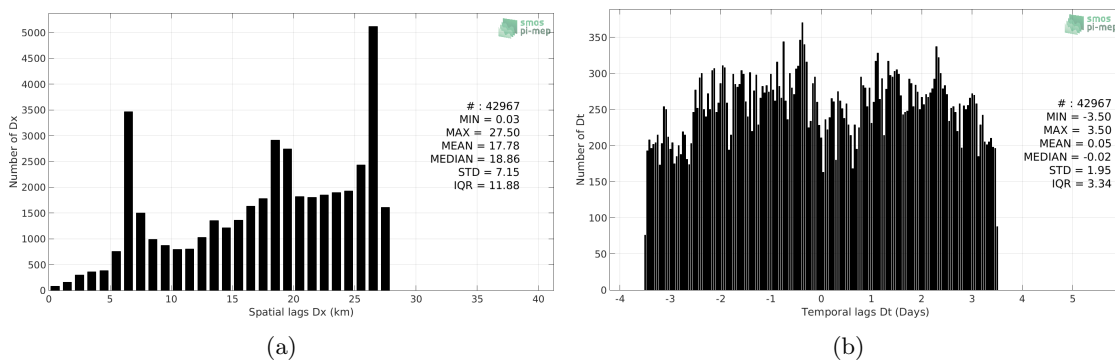 5000
4500
4000
3500
3000
2500
2000
1500
1000
500
0
Number of Dx
0 5 10 15 20 25 30 35 40
Spatial lags Dx (km)
smos
pi-mep
# : 42967
MIN = 0.03
MAX = 27.50
MEAN = 17.78
MEDIAN = 18.86
STD = 7.15
IQR = 11.88
(a)
350
300
250
200
150
100
50
0
Number of Dt
-4 -3 -2 -1 0 1 2 3 4 5
Temporal lags Dt (Days)
smos
pi-mep
# : 42967
MIN = -3.50
MAX = 3.50
MEAN = 0.05
MEDIAN = -0.02
STD = 1.95
IQR = 3.34
(b)